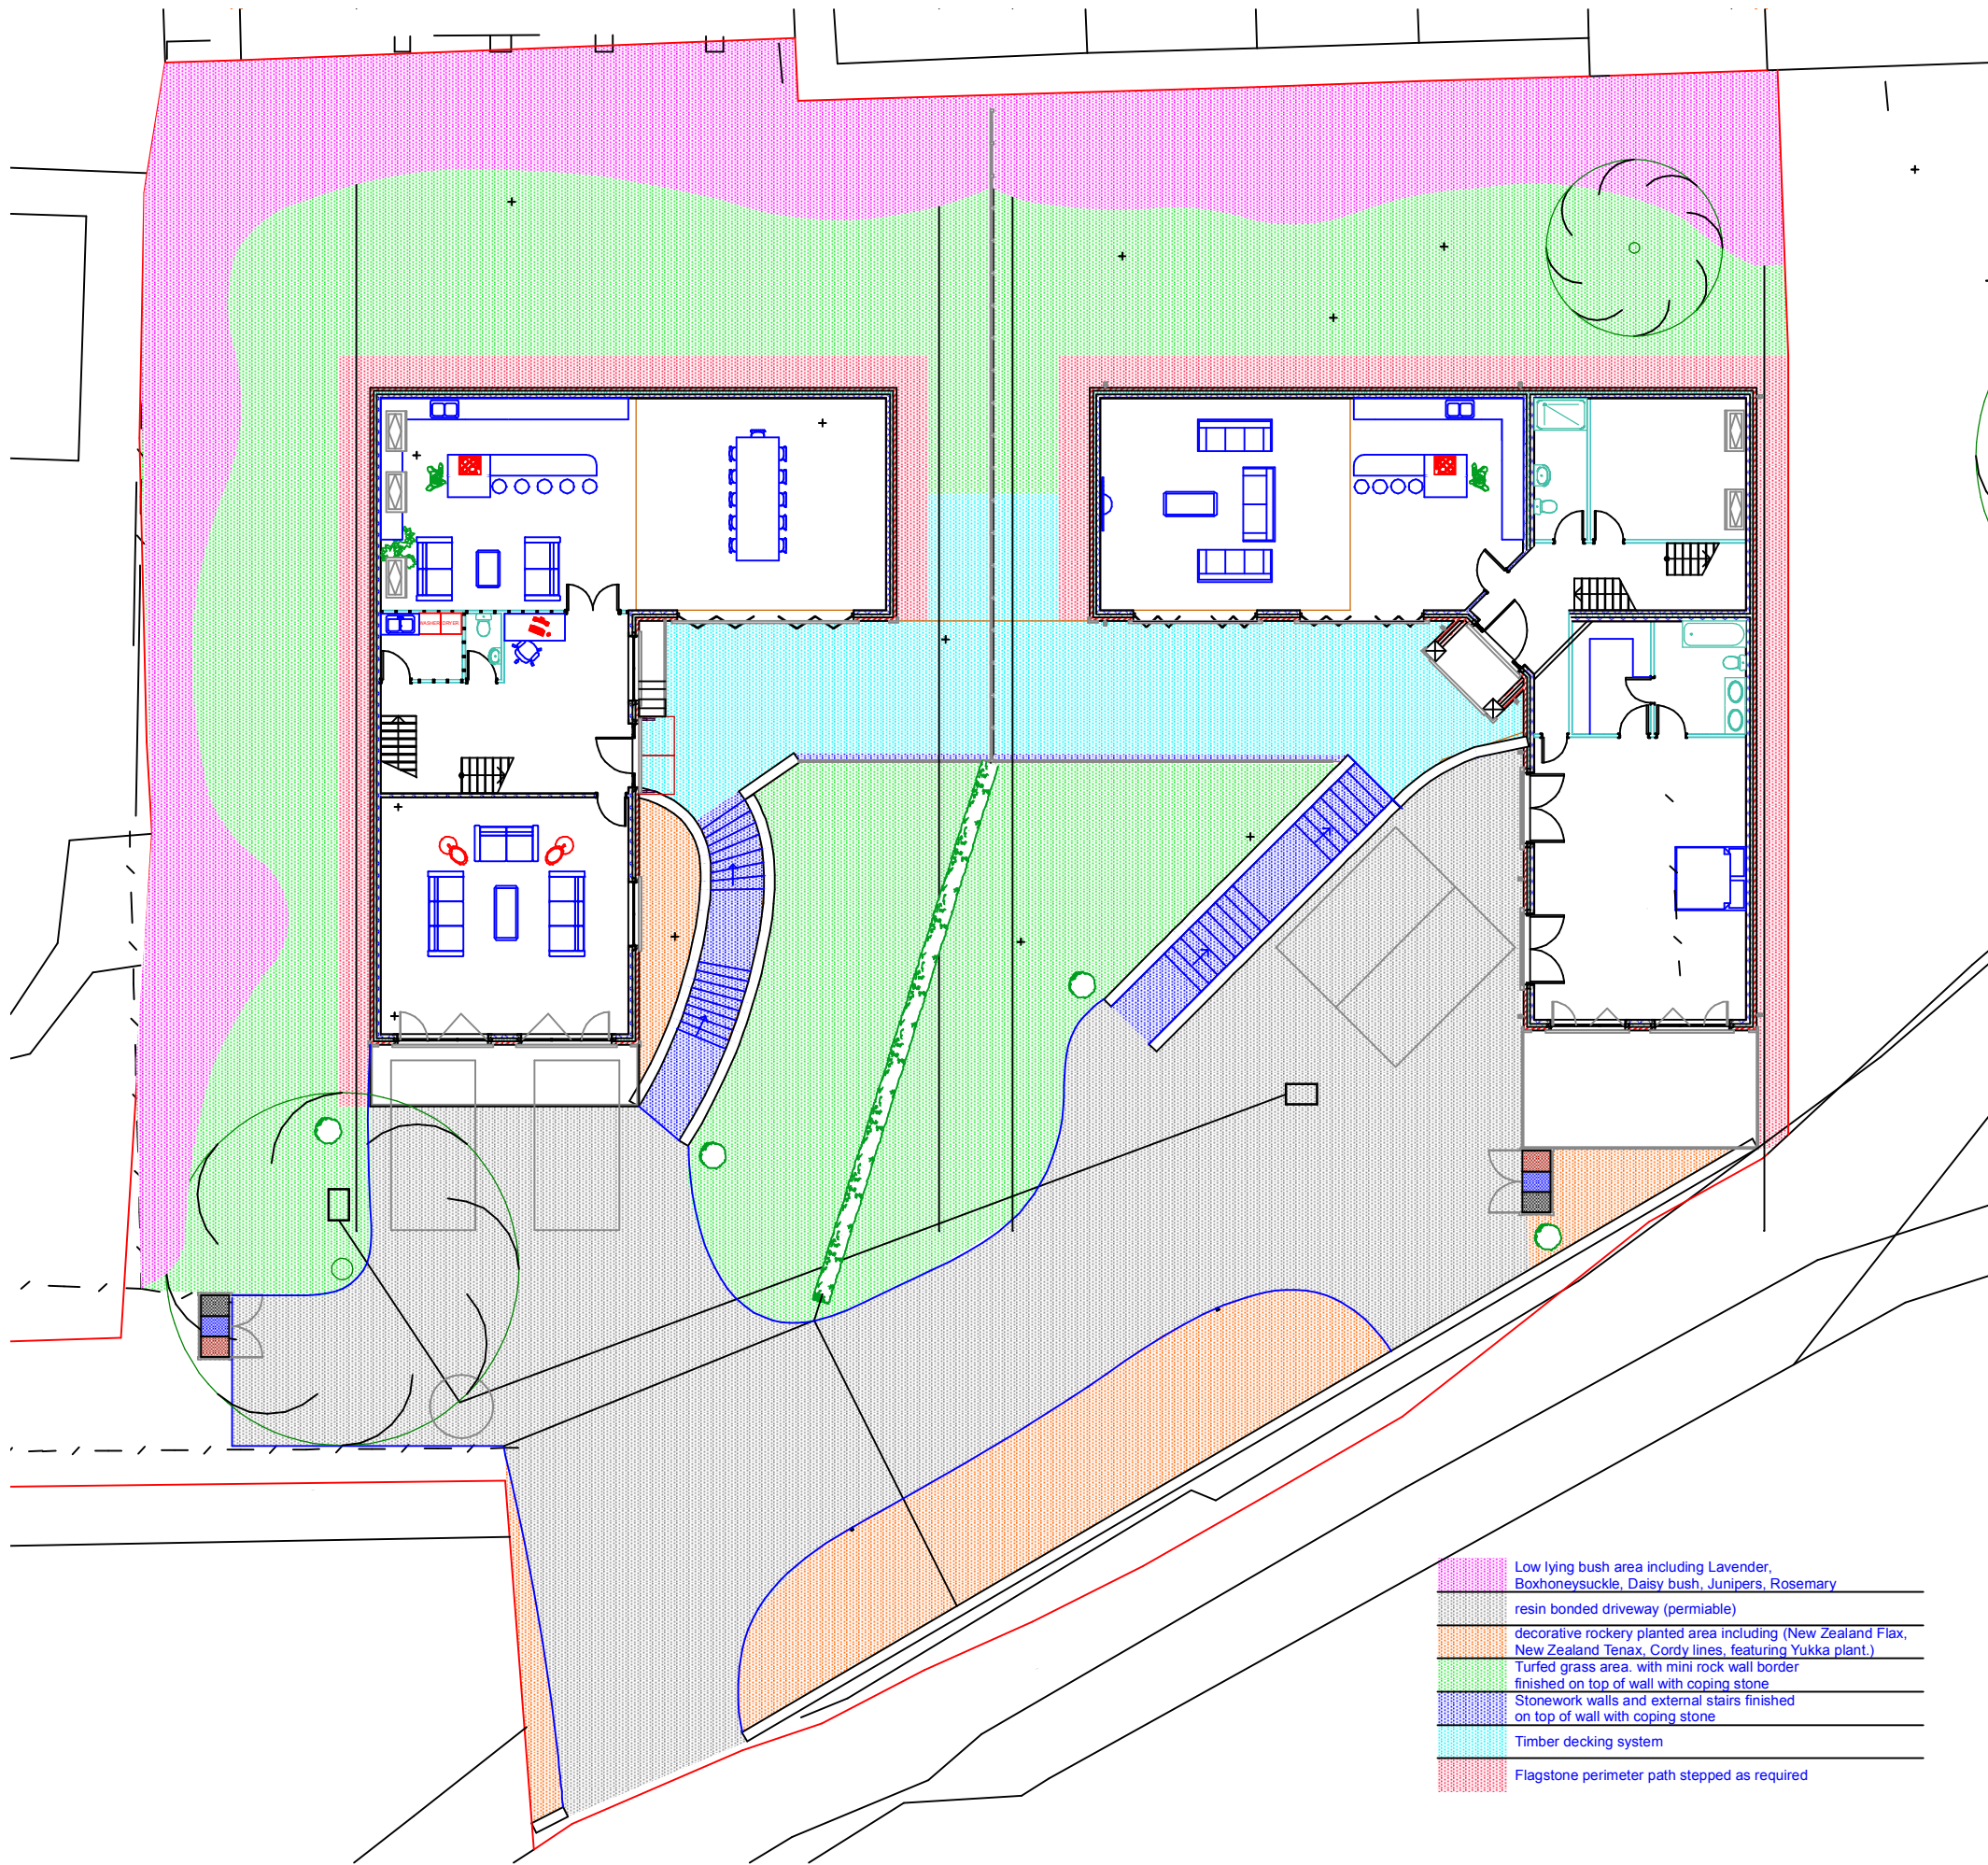 WASHER DRYER
Low lying bush area including Lavender,
Boxhoneysuckle, Daisy bush, Junipers, Rosemary
resin bonded driveway (permiable)
decorative rockery planted area including (New Zealand Flax,
New Zealand Tenax, Cordy lines, featuring Yukka plant.)
Turfed grass area. with mini rock wall border
finished on top of wall with coping stone
Stonework walls and external stairs finished
on top of wall with coping stone
Timber decking system
Flagstone perimeter path stepped as required